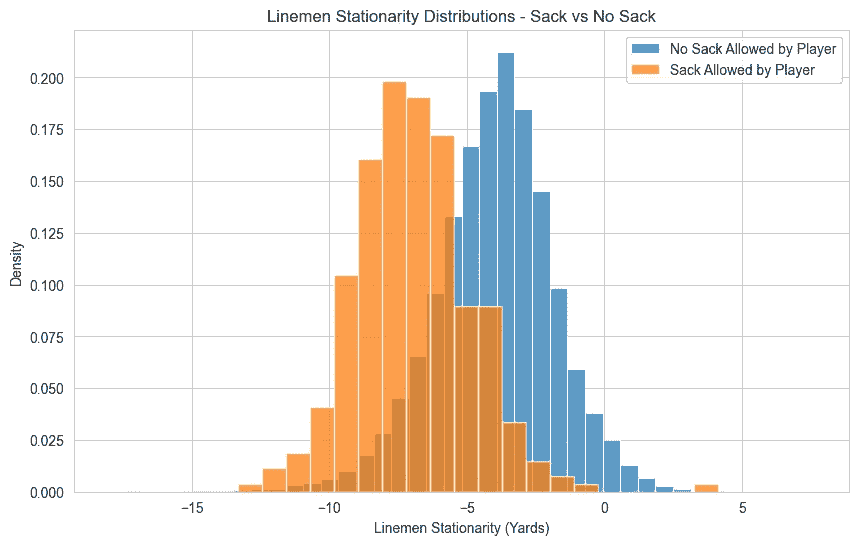 Linemen Stationarity Distributions - Sack vs No Sack
No Sack Allowed by Player
Sack Allowed by Player
0.200
0.175
0.150
0.125
0.100
0.075
0.050
0.025
0.000
Density
−15
−10
−5
0
5
Linemen Stationarity (Yards)